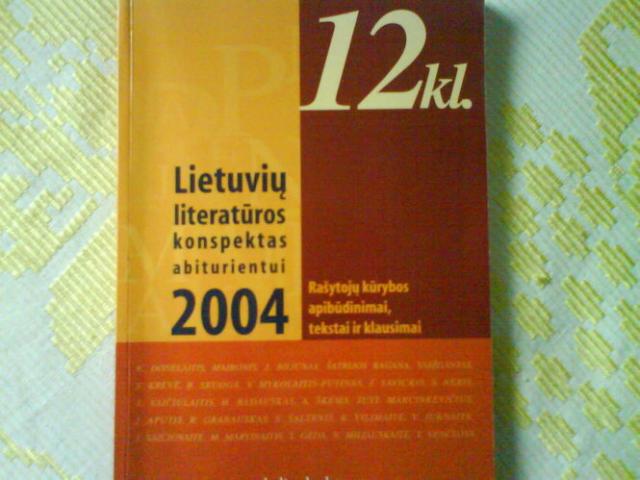 12kl.
Lietuvių
literatūros
konspektas
abiturientui
2004
Rašytojų kūrybos
apibūdinimai,
tekstai ir klausimai
K. DONELAITIS, MAIRONIS, J. BILIŪNAS, ŠATRIJOS RAGANA, VAIŽGANTAS,
V. KRĖVĖ, B. SRUOGA, V. MYKOLAITIS-PUTINAS, J. SAVICKIS, S. NĖRIS,
A. VAIČIULAITIS, H. RADAUSKAS, A. ŠKĖMA, JUST. MARCINKEVIČIUS,
J. APUTIS, R. GRANAUSKAS, S. ŠALTENIS, B. VILIMAITĖ, V. JUKNAITĖ,
J. VAIČIŪNAITĖ, M. MARTINAITIS, S. GEDA, N. MILIAUSKAITĖ, T. VENCLOVA